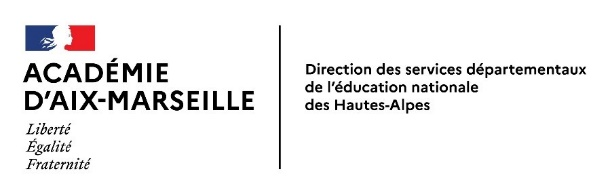 ACADÉMIE
D'AIX-MARSEILLE
Liberté
Égalité
Fraternité
Direction des services départementaux
de l'éducation nationale
des Hautes-Alpes